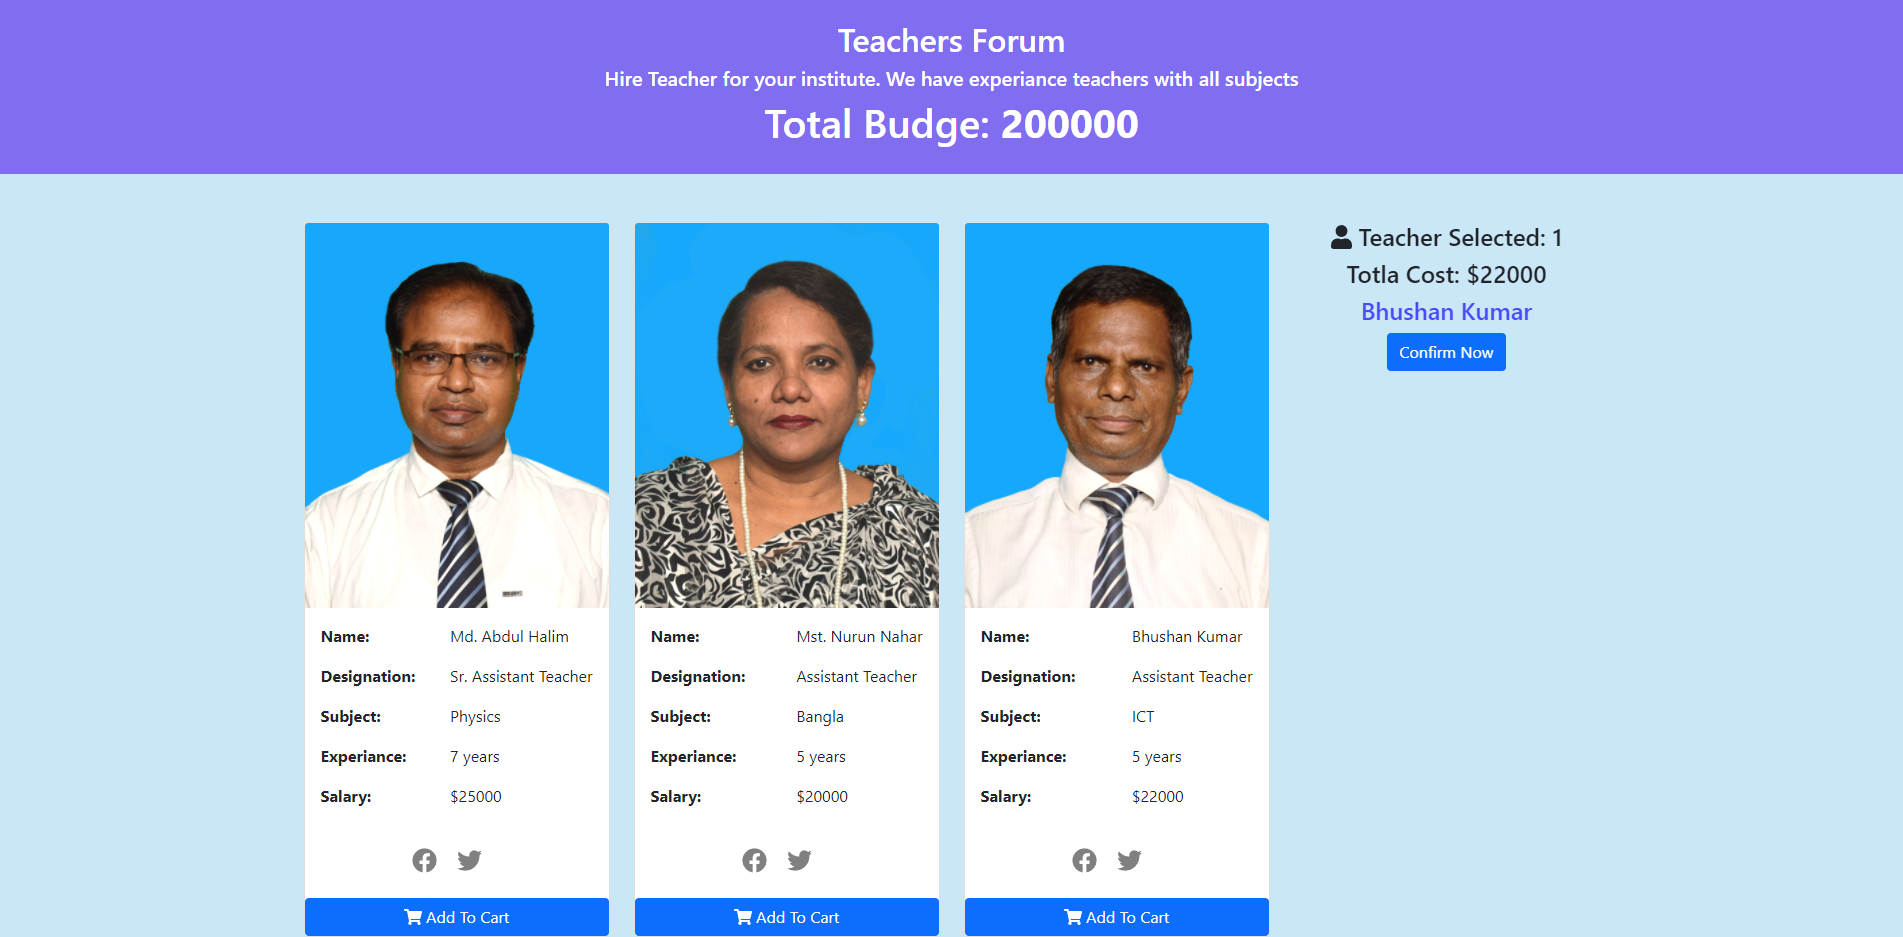 Teachers Forum
Hire Teacher for your institute. We have experiance teachers with all subjects
Total Budge: 200000
Name: Md. Abdul Halim
Designation: Sr. Assistant Teacher
Subject: Physics
Experiance: 7 years
Salary: $25000
Add To Cart
Name: Mst. Nurun Nahar
Designation: Assistant Teacher
Subject: Bangla
Experiance: 5 years
Salary: $20000
Add To Cart
Name: Bhushan Kumar
Designation: Assistant Teacher
Subject: ICT
Experiance: 5 years
Salary: $22000
Add To Cart
Teacher Selected: 1
Totla Cost: $22000
Bhushan Kumar
Confirm Now